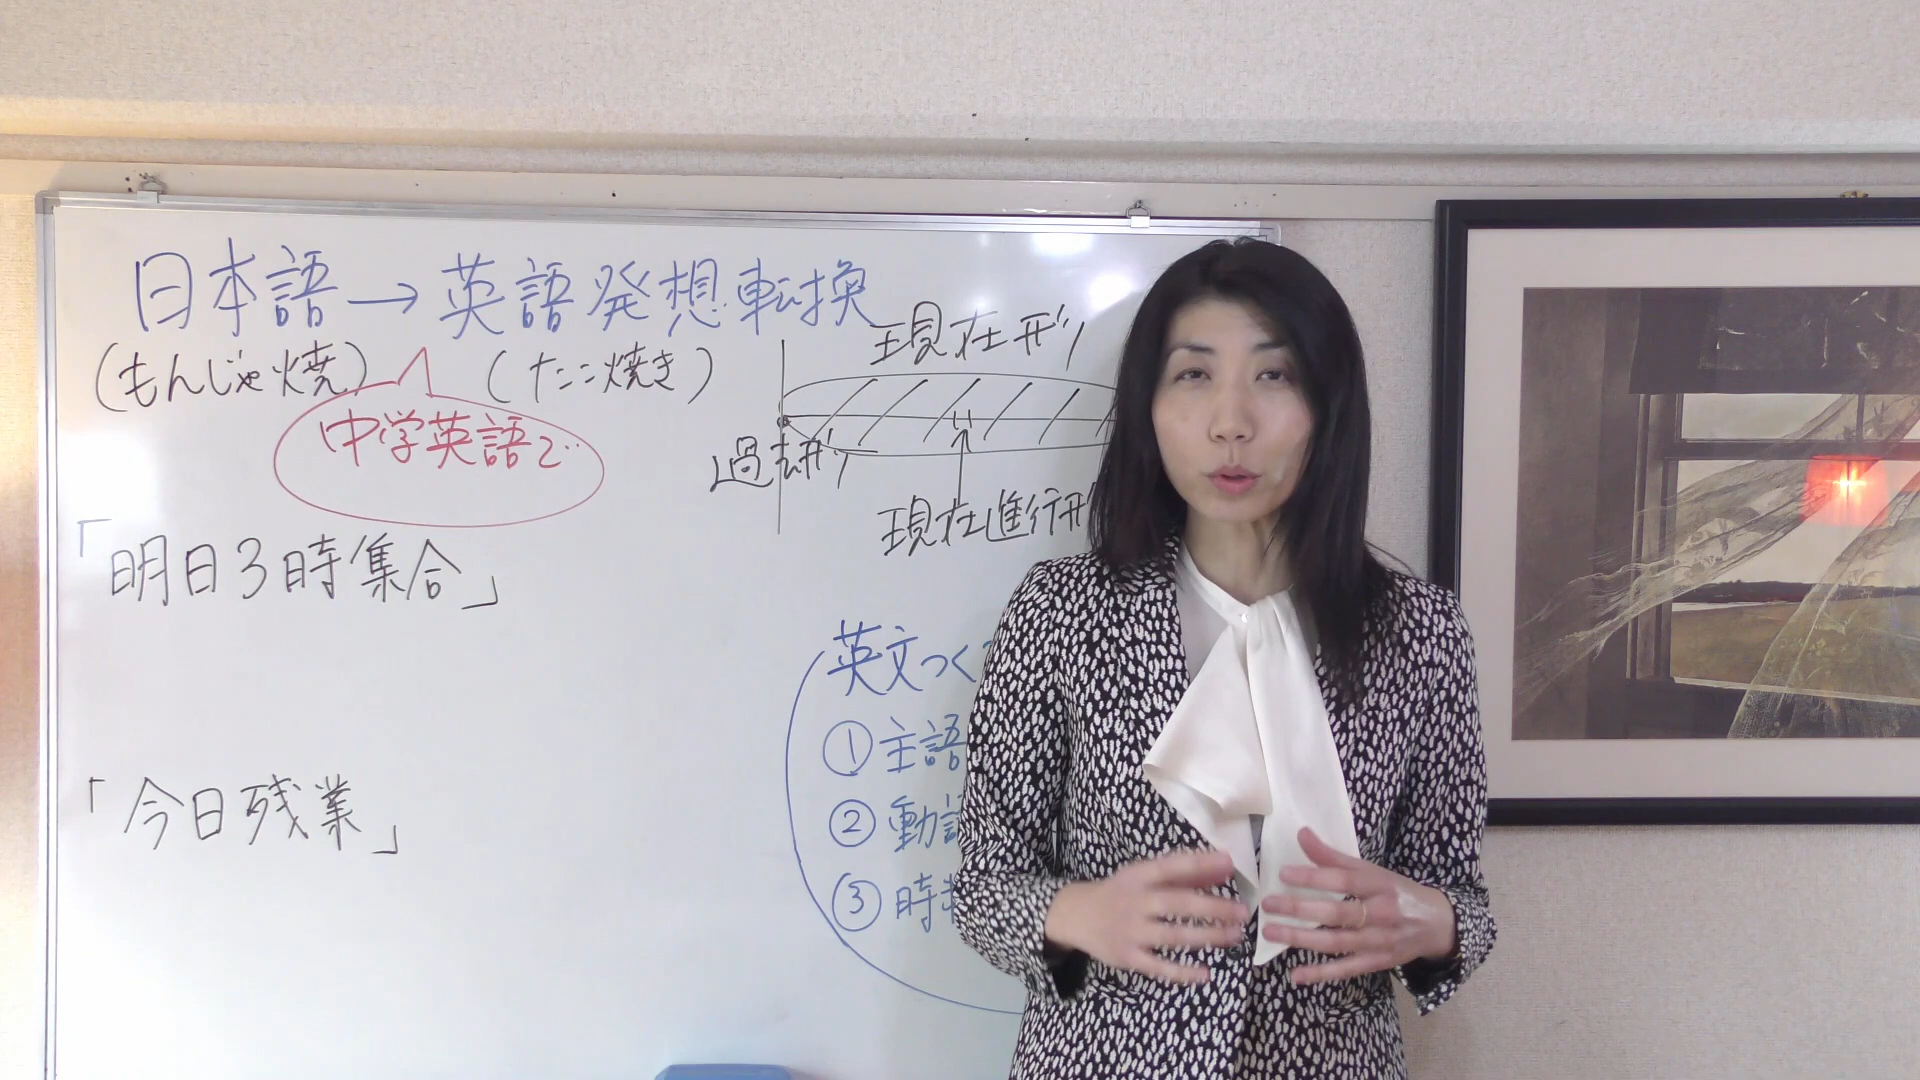 日本語→英語発想転換
(もんじゃ焼) (たこ焼き)
中学英語で
「明日3時集合」
「今日残業」
現在形
過去形
現在進行形
英文つく
①主語
②動詞
③時